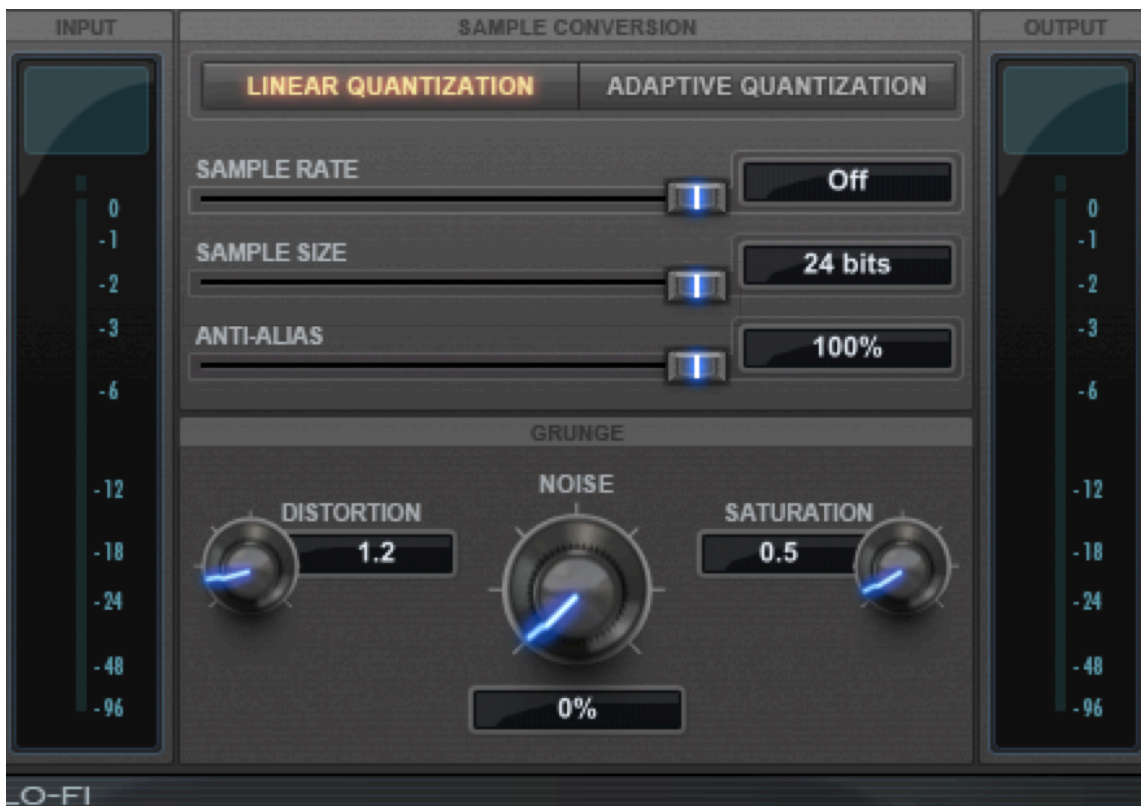 INPUT
SAMPLE CONVERSION
OUTPUT
LINEAR QUANTIZATION
ADAPTIVE QUANTIZATION
SAMPLE RATE
Off
SAMPLE SIZE
24 bits
ANTI-ALIAS
100%
0
-1
-2
-3
-6
-12
-18
-24
-48
-96
GRUNGE
DISTORTION
1.2
NOISE
0%
SATURATION
0.5
0
-1
-2
-3
-6
-12
-18
-24
-48
-96
LO-FI